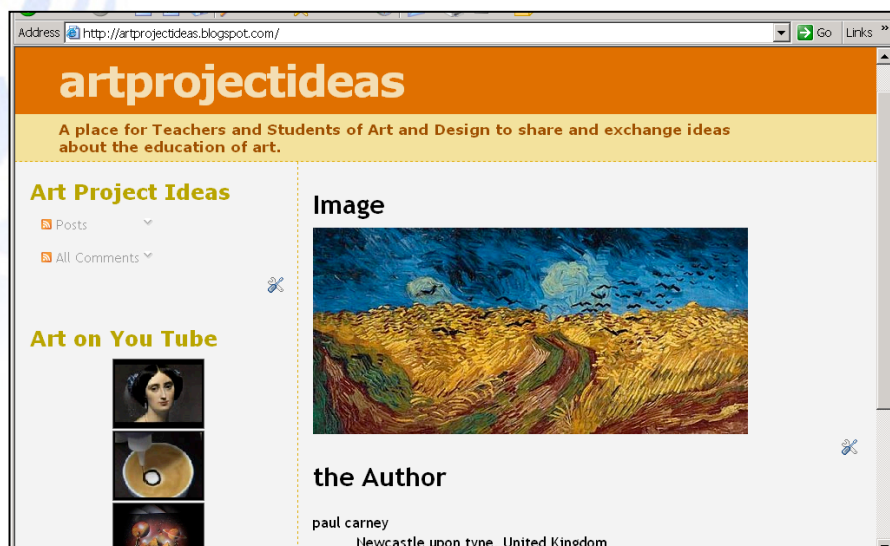 Address http://artprojectideas.blogspot.com/ Go Links »
artprojectideas
A place for Teachers and Students of Art and Design to share and exchange ideas
about the education of art.
Art Project Ideas
Posts
All Comments
Art on You Tube
Image
the Author
paul carney
Newcastle upon tyne, United Kingdom